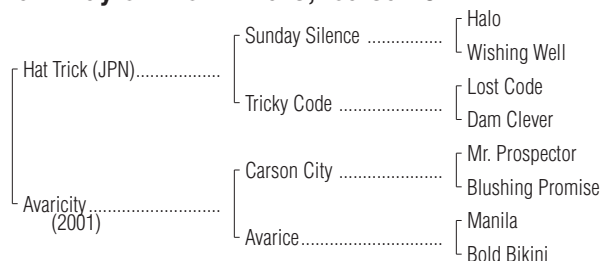 Halo
Sunday Silence ................
Wishing Well
Hat Trick (JPN)..................
Lost Code
Tricky Code ......................
Dam Clever
Mr. Prospector
Carson City ......................
Blushing Promise
Avaricity............................
(2001)
Manila
Avarice..............................
Bold Bikini